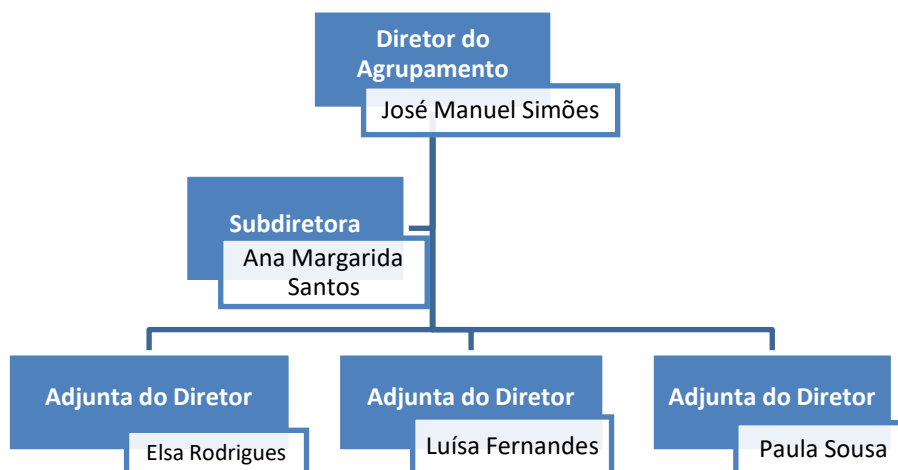 Diretor do
Agrupamento
José Manuel Simões
Subdiretora
Ana Margarida
Santos
Adjunta do Diretor
Elsa Rodrigues
Adjunta do Diretor
Luísa Fernandes
Adjunta do Diretor
Paula Sousa